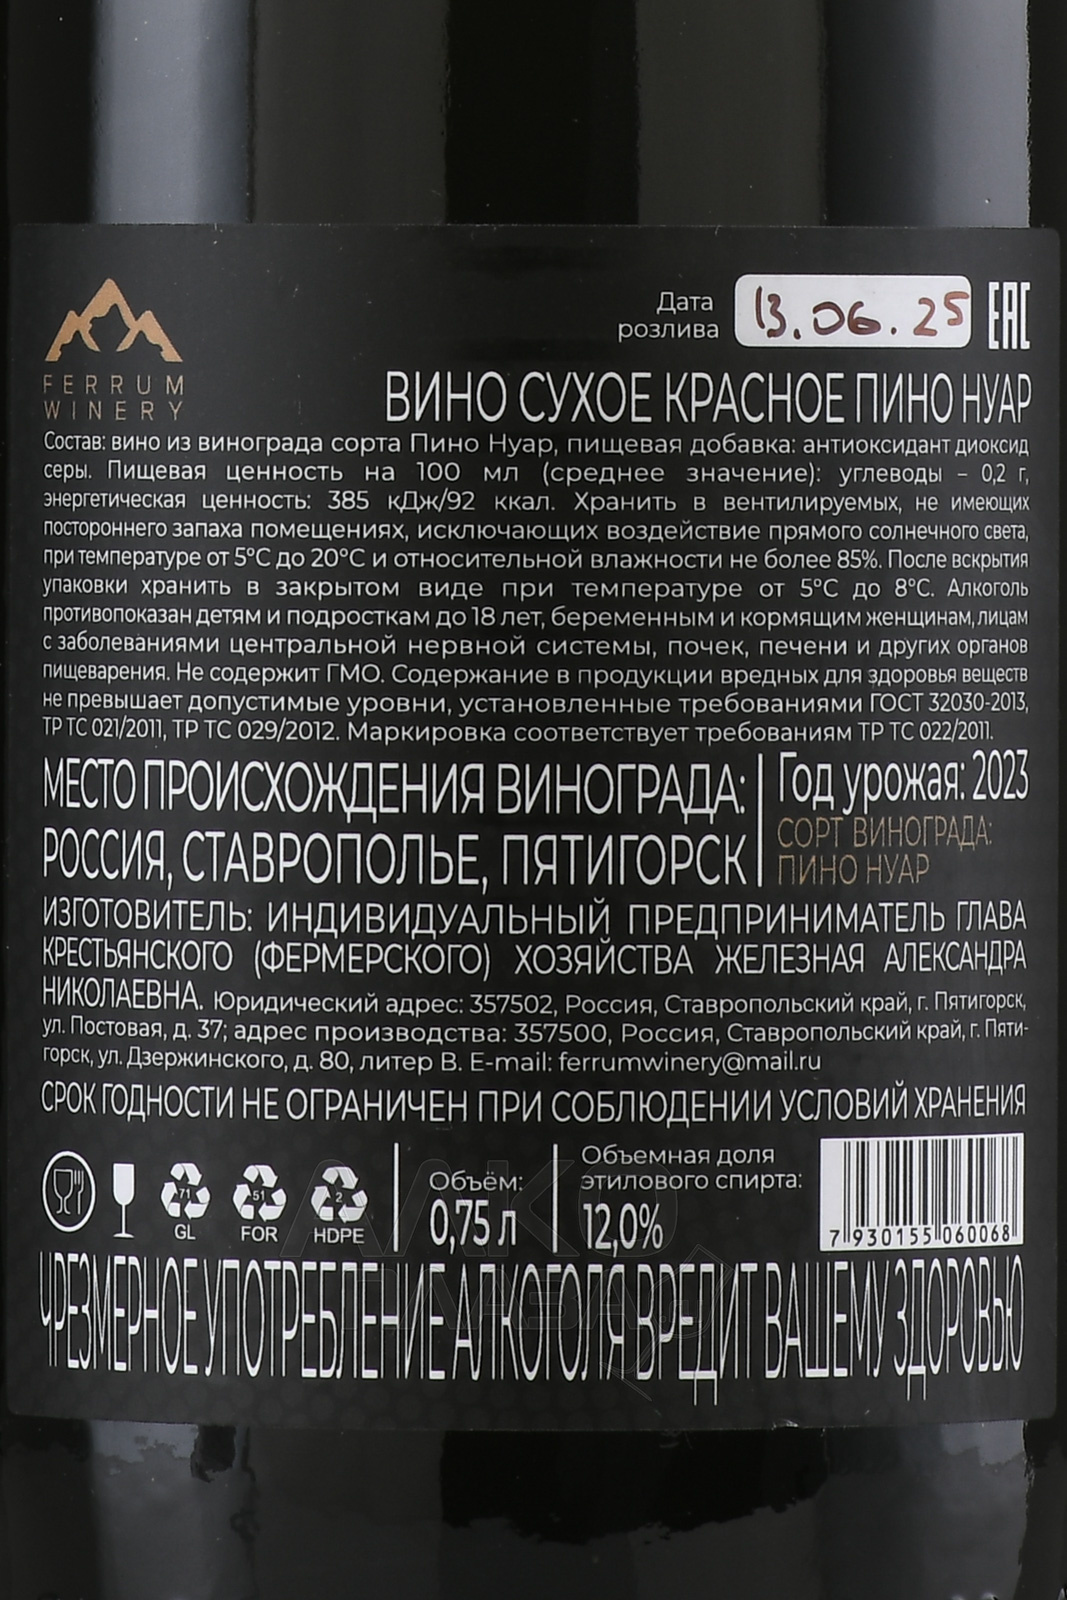 Дата
розлива
13.06.25
EAC
FERRUM
WINERY
ВИНО СУХОЕ КРАСНОЕ ПИНО НУАР
Состав: вино из винограда сорта Пино Нуар, пищевая добавка: антиоксидант диоксид
серы. Пищевая ценность на 100 мл (среднее значение): углеводы – 0,2 г,
энергетическая ценность: 385 кДж/92 ккал. Хранить в вентилируемых, не имеющих
постороннего запаха помещениях, исключающих воздействие прямого солнечного света,
при температуре от 5°C до 20°C и относительной влажности не более 85%. После вскрытия
упаковки хранить в закрытом виде при температуре от 5°C до 8°C. Алкоголь
противопоказан детям и подросткам до 18 лет, беременным и кормящим женщинам, лицам
с заболеваниями центральной нервной системы, почек, печени и других органов
пищеварения. Не содержит ГМО. Содержание в продукции вредных для здоровья веществ
не превышает допустимые уровни, установленные требованиями ГОСТ 32030-2013,
ТР ТС 021/2011, ТР ТС 029/2012. Маркировка соответствует требованиям ТР ТС 022/2011.
МЕСТО ПРОИСХОЖДЕНИЯ ВИНОГРАДА:
РОССИЯ, СТАВРОПОЛЬЕ, ПЯТИГОРСК
Год урожая: 2023
СОРТ ВИНОГРАДА:
ПИНО НУАР
ИЗГОТОВИТЕЛЬ: ИНДИВИДУАЛЬНЫЙ ПРЕДПРИНИМАТЕЛЬ ГЛАВА
КРЕСТЬЯНСКОГО (ФЕРМЕРСКОГО) ХОЗЯЙСТВА ЖЕЛЕЗНАЯ АЛЕКСАНДРА
НИКОЛАЕВНА. Юридический адрес: 357502, Россия, Ставропольский край, г. Пятигорск,
ул. Постовая, д. 37; адрес производства: 357500, Россия, Ставропольский край, г. Пяти-
горск, ул. Дзержинского, д. 80, литер В. E-mail: ferrumwinery@mail.ru
СРОК ГОДНОСТИ НЕ ОГРАНИЧЕН ПРИ СОБЛЮДЕНИИ УСЛОВИЙ ХРАНЕНИЯ
71
GL
51
FOR
2
HDPE
Объём:
0,75 л
Объемная доля
этилового спирта:
12,0%
7 930155 060068
ЧРЕЗМЕРНОЕ УПОТРЕБЛЕНИЕ АЛКОГОЛЯ ВРЕДИТ ВАШЕМУ ЗДОРОВЬЮ